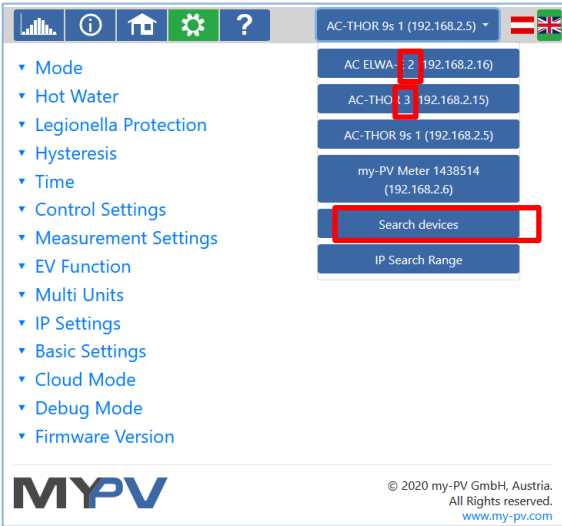 ?
AC-THOR 9s 1 (192.168.2.5)
Mode
Hot Water
Legionella Protection
Hysteresis
Time
Control Settings
Measurement Settings
EV Function
Multi Units
IP Settings
Basic Settings
Cloud Mode
Debug Mode
Firmware Version
AC ELWA-E 2 (192.168.2.16)
AC-THOR 3 (192.168.2.15)
AC-THOR 9s 1 (192.168.2.5)
my-PV Meter 1438514
(192.168.2.6)
Search devices
IP Search Range
MYPV
© 2020 my-PV GmbH, Austria.
All Rights reserved.
www.my-pv.com